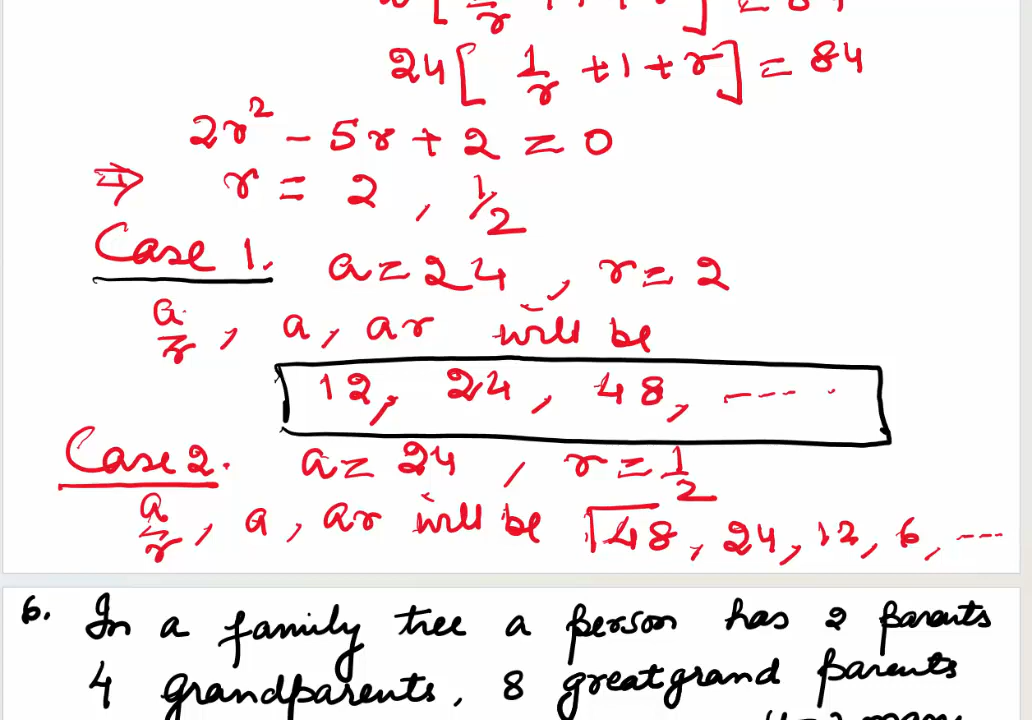 24 [ 1/r + 1 + r ] = 84
2r² - 5r + 2 = 0
⇒ r = 2 , 1/2
Case 1. a = 24 , r = 2
a/r , a , ar will be
12, 24 , 48, ----
Case 2. a = 24 , r = 1/2
a/r , a , ar will be 48, 24, 12, 6, ---
6. In a family tree a person has 2 parents
4 grandparents, 8 greatgrand parents